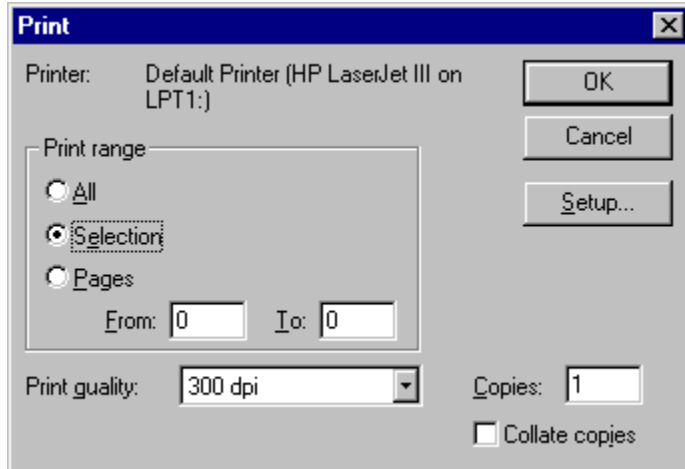 Print
Printer: Default Printer (HP LaserJet III on
LPT1:)
OK
Cancel
Setup...
Print range
All
Selection
Pages
From: 0 To: 0
Print quality: 300 dpi
Copies: 1
Collate copies